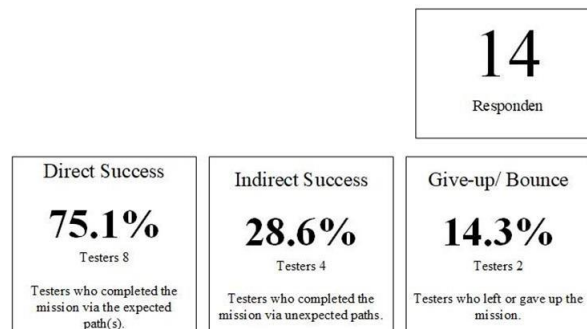 14
Responden
Direct Success
75.1%
Testers 8
Testers who completed the
mission via the expected
path(s).
Indirect Success
28.6%
Testers 4
Testers who completed the
mission via unexpected paths.
Give-up/ Bounce
14.3%
Testers 2
Testers who left or gave up the
mission.